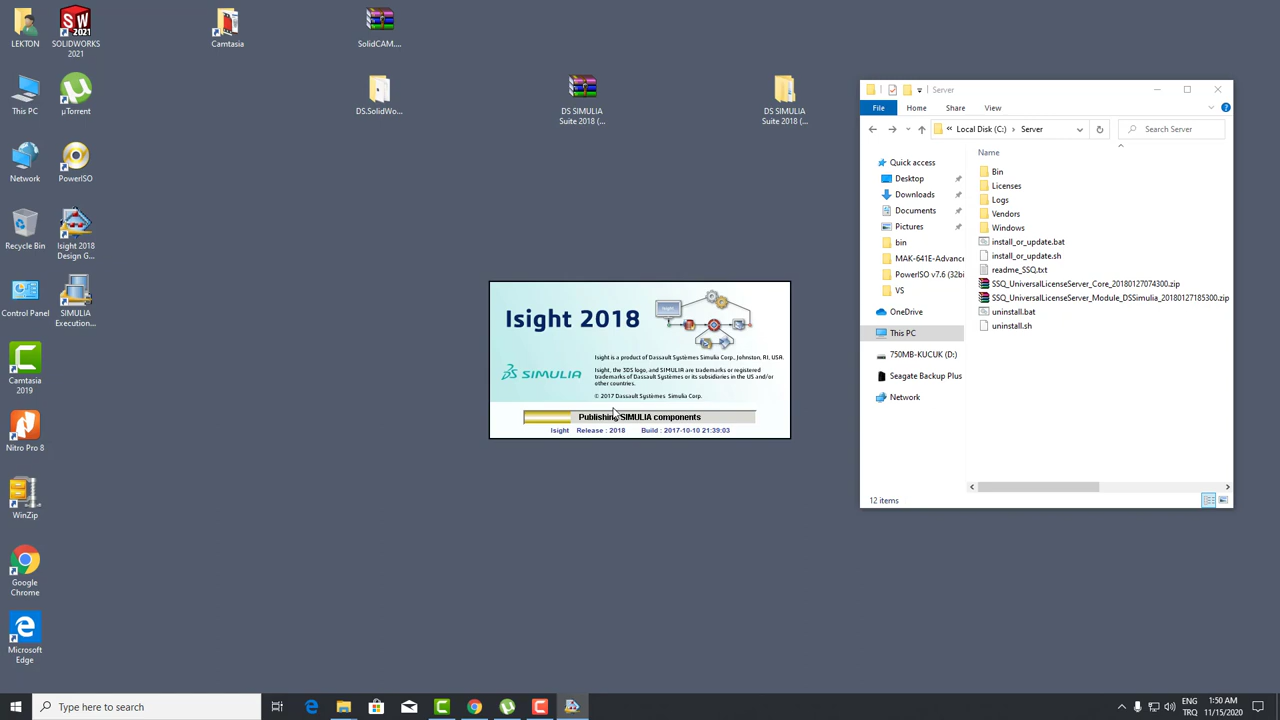 LEKTON
SOLIDWORKS
2021
Camtasia
SolidCAM....
This PC
µTorrent
DS.SolidWo...
DS SIMULIA
Suite 2018 (...
DS SIMULIA
Suite 2018 (...
Network
PowerISO
Recycle Bin
Isight 2018
Design G...
Control Panel
SIMULIA
Execution...
Camtasia
2019
Nitro Pro 8
WinZip
Google
Chrome
Microsoft
Edge
Isight 2018
Isight
SIMULIA
Isight is a product of Dassault Systèmes Simulia Corp., Johnston, RI, USA.
Isight, the 3DS logo, and SIMULIA are trademarks or registered
trademarks of Dassault Systèmes or its subsidiaries in the US and/or
other countries.
© 2017 Dassault Systèmes Simulia Corp.
Publishing SIMULIA components
Isight Release : 2018 Build : 2017-10-10 21:39:03
Server
File Home Share View
« Local Disk (C:) > Server
Search Server
Name
Quick access
Desktop
Downloads
Documents
Pictures
bin
MAK-641E-Advance
PowerISO v7.6 (32bi
VS
OneDrive
This PC
750MB-KUCUK (D:)
Seagate Backup Plus
Network
Bin
Licenses
Logs
Vendors
Windows
install_or_update.bat
install_or_update.sh
readme_SSQ.txt
SSQ_UniversalLicenseServer_Core_20180127074300.zip
SSQ_UniversalLicenseServer_Module_DSSimulia_20180127185300.zip
uninstall.bat
uninstall.sh
12 items
Type here to search
ENG
TRQ
1:50 AM
11/15/2020